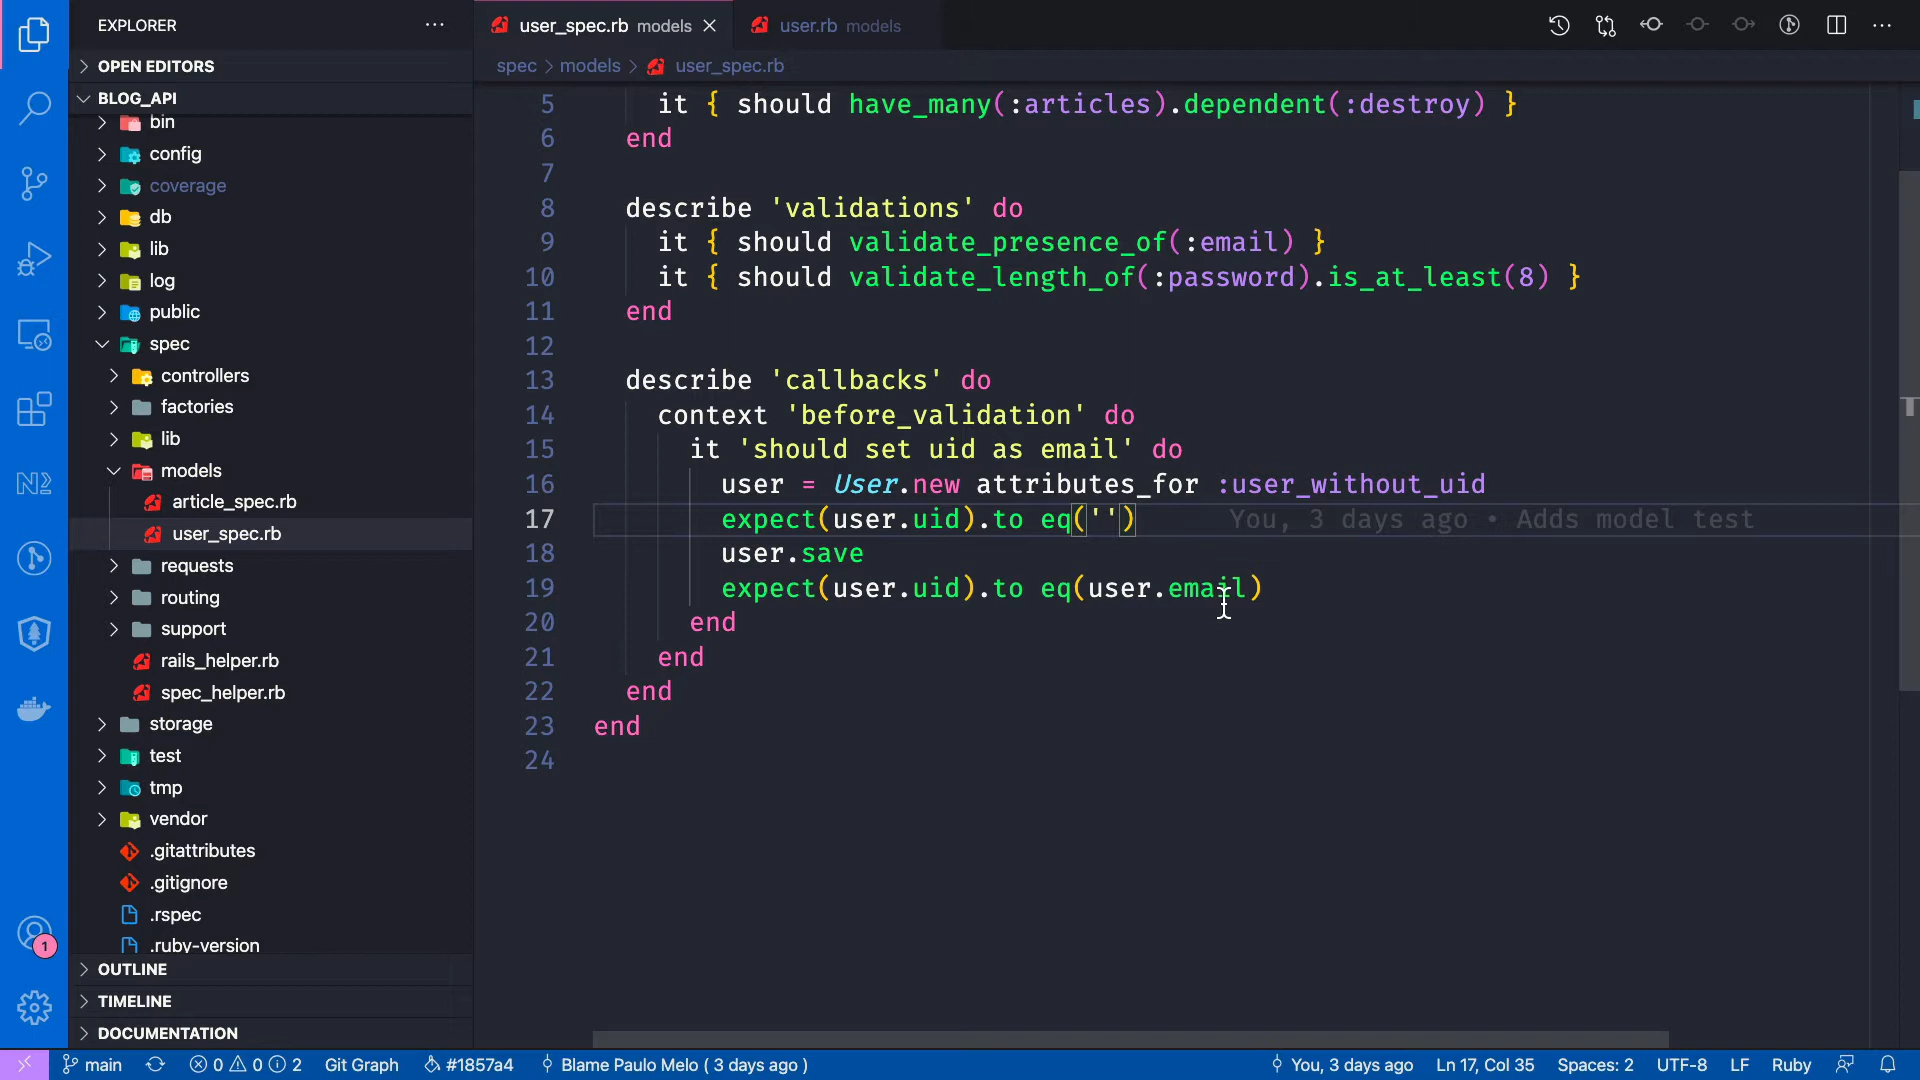 EXPLORER
OPEN EDITORS
BLOG_API
bin
config
coverage
db
lib
log
public
spec
controllers
factories
lib
models
article_spec.rb
user_spec.rb
requests
routing
support
rails_helper.rb
spec_helper.rb
storage
test
tmp
vendor
.gitattributes
.gitignore
.rspec
.ruby-version
OUTLINE
TIMELINE
DOCUMENTATION
1
user_spec.rb models
user.rb models
spec > models > user_spec.rb
5 it { should have_many(:articles).dependent(:destroy) }
6 end
7
8 describe 'validations' do
9 it { should validate_presence_of(:email) }
10 it { should validate_length_of(:password).is_at_least(8) }
11 end
12
13 describe 'callbacks' do
14 context 'before_validation' do
15 it 'should set uid as email' do
16 user = User.new attributes_for :user_without_uid
17 expect(user.uid).to eq('') You, 3 days ago • Adds model test
18 user.save
19 expect(user.uid).to eq(user.email)
20 end
21 end
22 end
23 end
24
main 0 0 2 Git Graph #1857a4 Blame Paulo Melo ( 3 days ago ) You, 3 days ago Ln 17, Col 35 Spaces: 2 UTF-8 LF Ruby